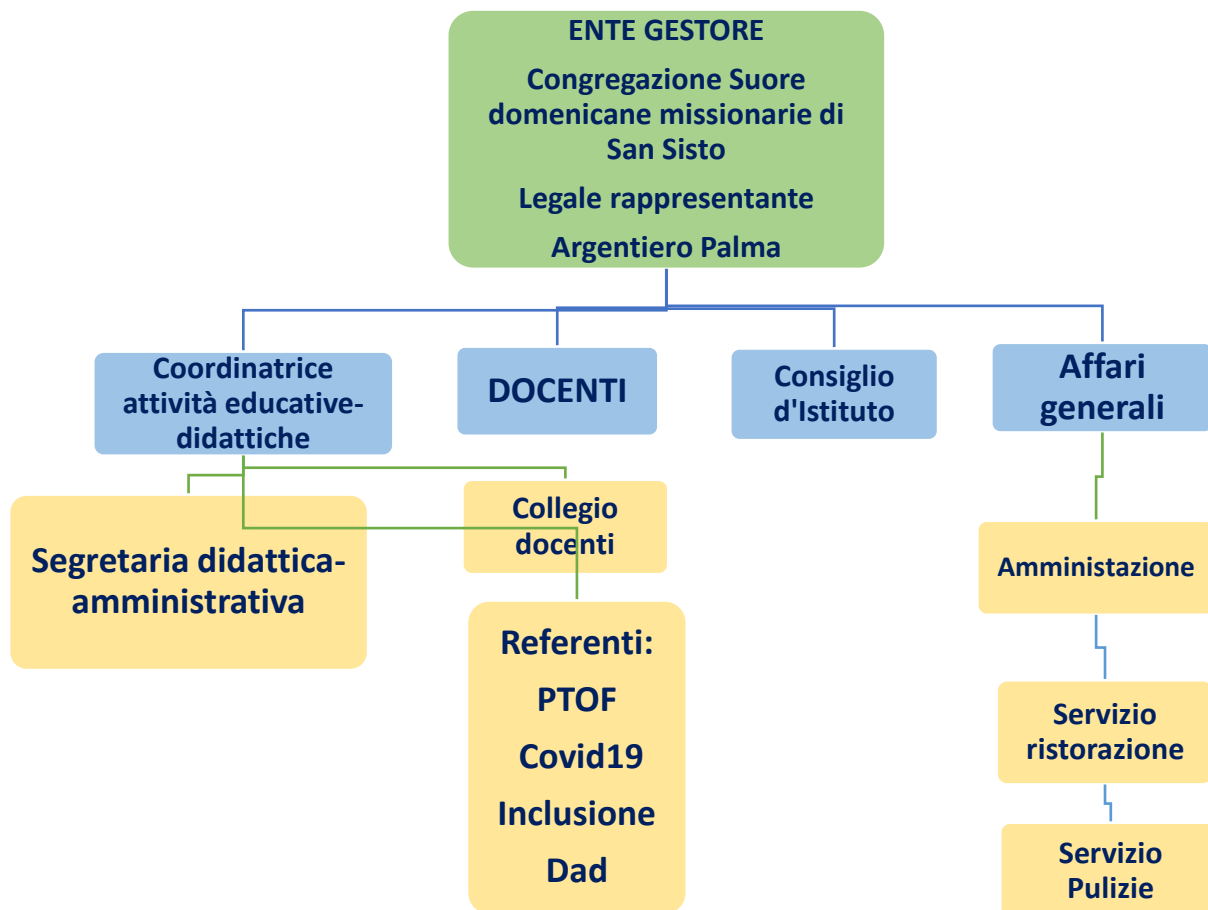 ENTE GESTORE
Congregazione Suore
domenicane missionarie di
San Sisto
Legale rappresentante
Argentiero Palma
Coordinatrice
attività educative-
didattiche
DOCENTI
Consiglio
d'Istituto
Affari
generali
Segretaria didattica-
amministrativa
Collegio
docenti
Referenti:
PTOF
Covid19
Inclusione
Dad
Amministazione
Servizio
ristorazione
Servizio
Pulizie